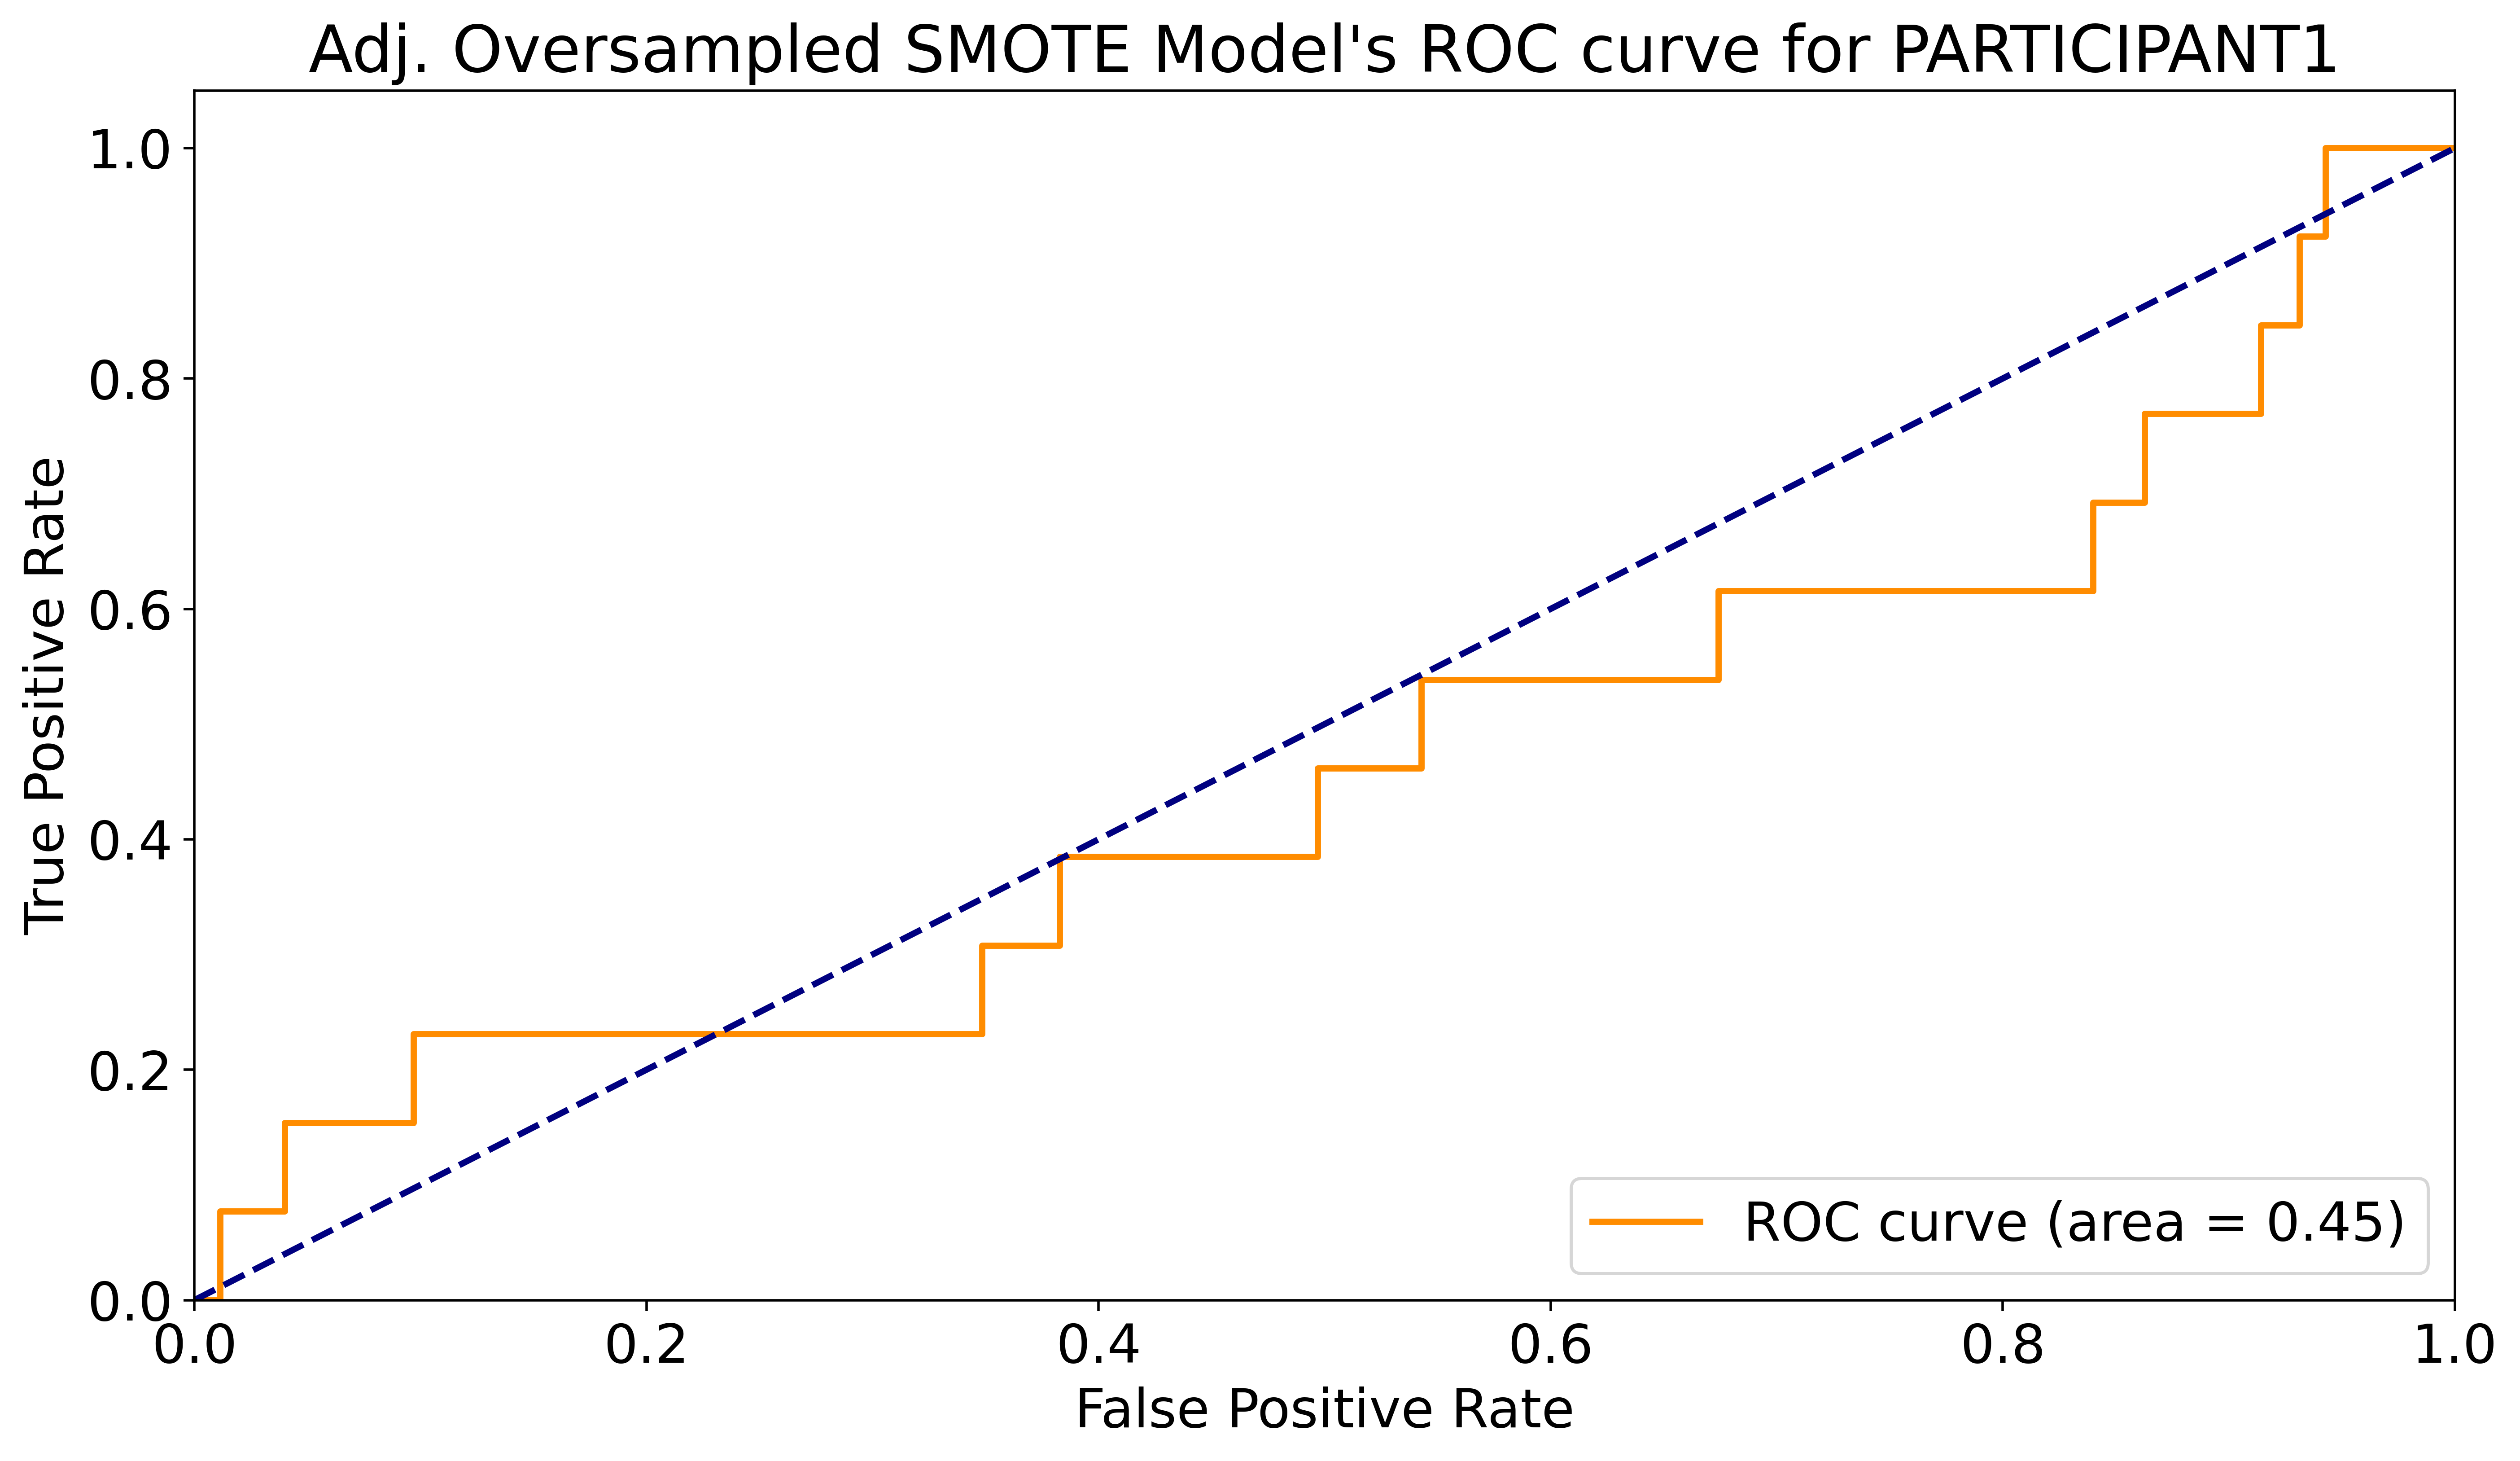 Adj. Oversampled SMOTE Model's ROC curve for PARTICIPANT1
1.0
0.8
0.6
0.4
0.2
0.0
True Positive Rate
ROC curve (area = 0.45)
0.0 0.2 0.4 0.6 0.8 1.0
False Positive Rate